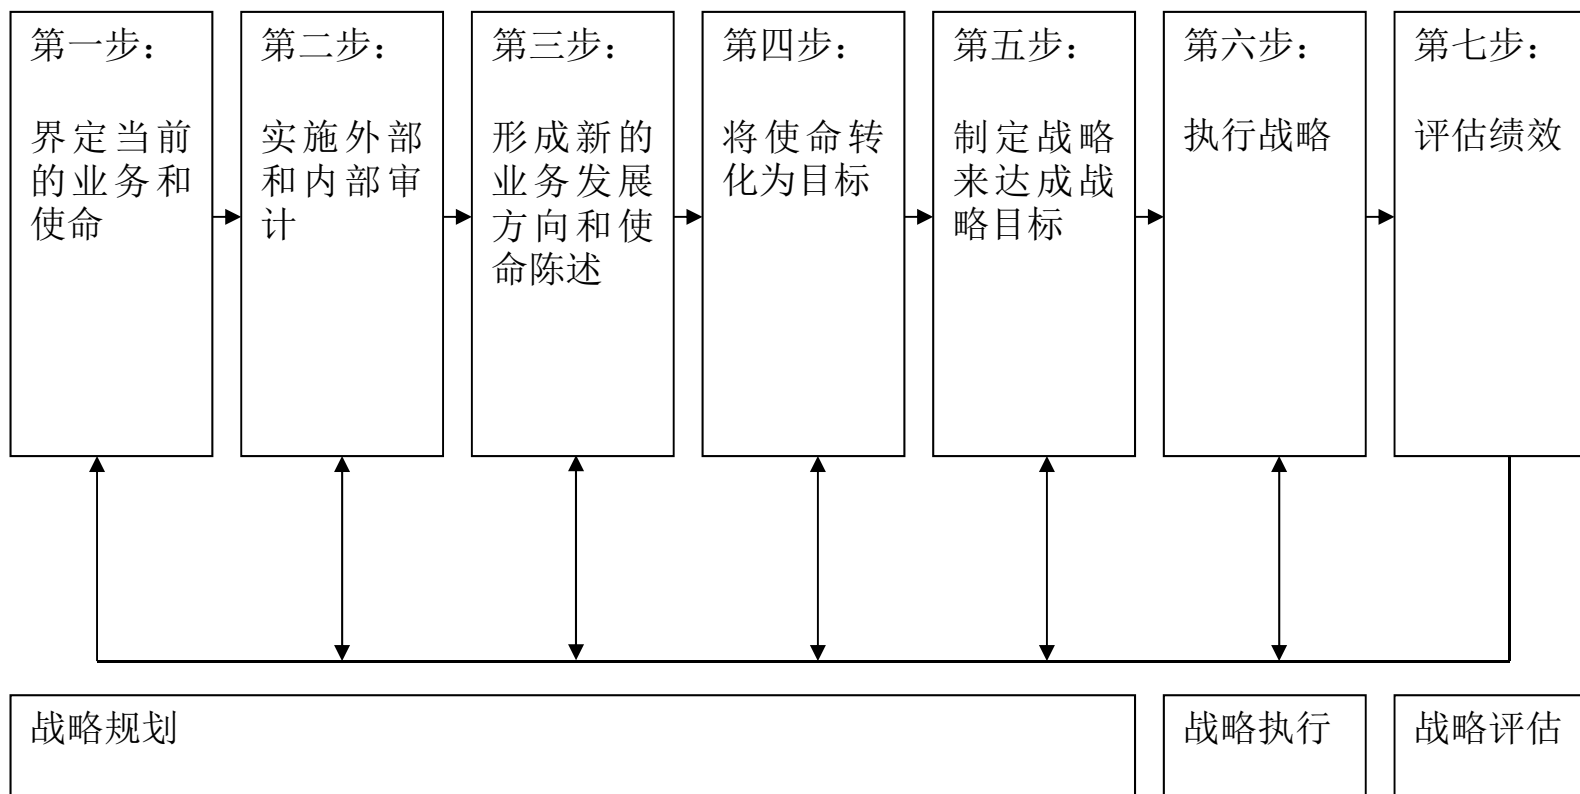 第一步：
界定当前
的业务和
使命
第二步：
实施外部
和内部审
计
第三步：
形成新的
业务发展
方向和使
命陈述
第四步：
将使命转
化为目标
第五步：
制定战略
来达成战
略目标
第六步：
执行战略
第七步：
评估绩效
战略规划
战略执行
战略评估